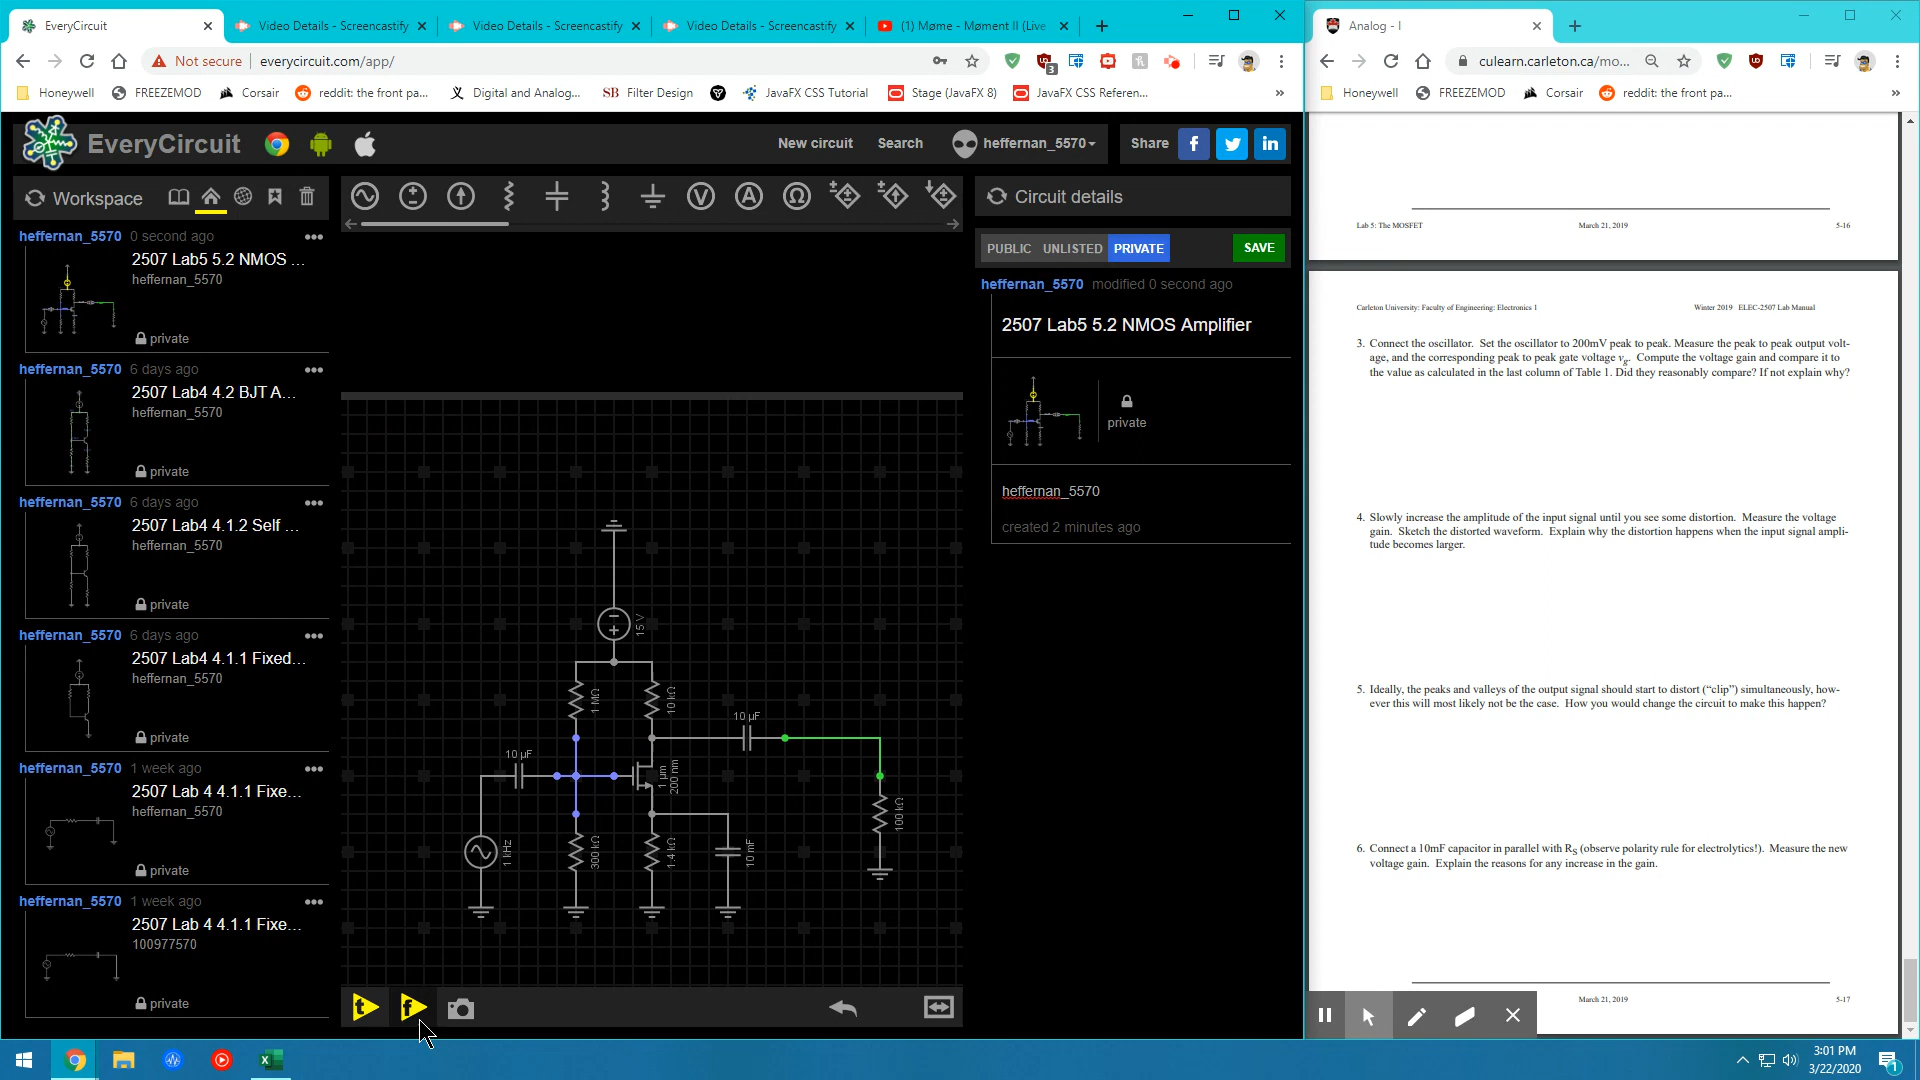 EveryCircuit
Video Details - Screencastify
Video Details - Screencastify
Video Details - Screencastify
(1) Møme - Møment II (Live
Not secure
everycircuit.com/app/
3
Honeywell
FREEZEMOD
Corsair
reddit: the front pa...
Digital and Analog...
SB Filter Design
JavaFX CSS Tutorial
Stage (JavaFX 8)
JavaFX CSS Referen...
»
EveryCircuit
New circuit
Search
heffernan_5570
Share
Workspace
heffernan_5570 0 second ago
2507 Lab5 5.2 NMOS ...
heffernan_5570
private
heffernan_5570 6 days ago
2507 Lab4 4.2 BJT A...
heffernan_5570
private
heffernan_5570 6 days ago
2507 Lab4 4.1.2 Self ...
heffernan_5570
private
heffernan_5570 6 days ago
2507 Lab4 4.1.1 Fixed...
heffernan_5570
private
heffernan_5570 1 week ago
2507 Lab 4 4.1.1 Fixe...
heffernan_5570
private
heffernan_5570 1 week ago
2507 Lab 4 4.1.1 Fixe...
100977570
private
V
A
Ω
15 V
1 MΩ
10 kΩ
10 µF
10 µF
1 µm
200 nm
100 kΩ
1 kHz
300 kΩ
1.4 kΩ
10 mF
t
f
Circuit details
PUBLIC
UNLISTED
PRIVATE
SAVE
heffernan_5570 modified 0 second ago
2507 Lab5 5.2 NMOS Amplifier
private
heffernan_5570
created 2 minutes ago
Analog - I
culearn.carleton.ca/mo...
Honeywell
FREEZEMOD
Corsair
reddit: the front pa...
»
Lab 5: The MOSFET
March 21, 2019
5-16
Carleton University: Faculty of Engineering: Electronics 1
Winter 2019 ELEC-2507 Lab Manual
3. Connect the oscillator. Set the oscillator to 200mV peak to peak. Measure the peak to peak output volt-
age, and the corresponding peak to peak gate voltage vg. Compute the voltage gain and compare it to
the value as calculated in the last column of Table 1. Did they reasonably compare? If not explain why?
4. Slowly increase the amplitude of the input signal until you see some distortion. Measure the voltage
gain. Sketch the distorted waveform. Explain why the distortion happens when the input signal ampli-
tude becomes larger.
5. Ideally, the peaks and valleys of the output signal should start to distort (“clip”) simultaneously, how-
ever this will most likely not be the case. How you would change the circuit to make this happen?
6. Connect a 10mF capacitor in parallel with RS (observe polarity rule for electrolytics!). Measure the new
voltage gain. Explain the reasons for any increase in the gain.
March 21, 2019
5-17
3:01 PM
3/22/2020
1